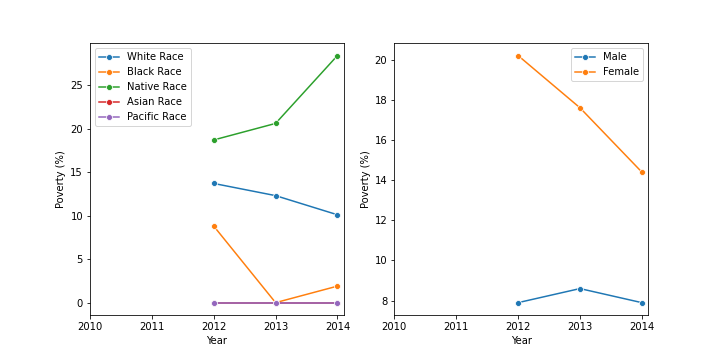 White Race
Black Race
Native Race
Asian Race
Pacific Race
25
20
15
10
5
0
Poverty (%)
2010 2011 2012 2013 2014
Year
Male
Female
20
18
16
14
12
10
8
Poverty (%)
2010 2011 2012 2013 2014
Year